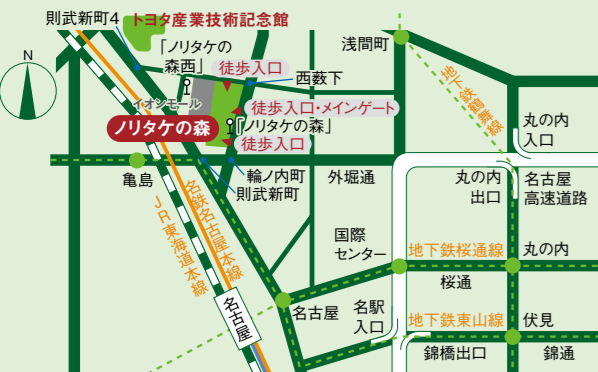 則武新町4
トヨタ産業技術記念館
N
「ノリタケの
森西」
徒歩入口
西薮下
浅間町
イオンモール
徒歩入口・メインゲート
ノリタケの森
「ノリタケの森」
徒歩入口
地下鉄鶴舞線
丸の内
入口
亀島
輪ノ内町
則武新町
外堀通
丸の内
出口
名古屋
高速道路
名鉄名古屋本線
JR東海道本線
国際
センター
地下鉄桜通線
丸の内
桜通
名古屋
名古屋
名駅
入口
地下鉄東山線
伏見
錦橋出口
錦通